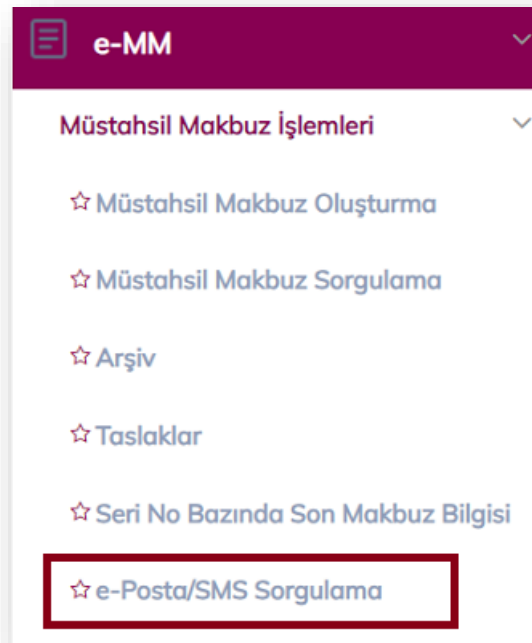 e-MM
Müstahsil Makbuz İşlemleri
Müstahsil Makbuz Oluşturma
Müstahsil Makbuz Sorgulama
Arşiv
Taslaklar
Seri No Bazında Son Makbuz Bilgisi
e-Posta/SMS Sorgulama